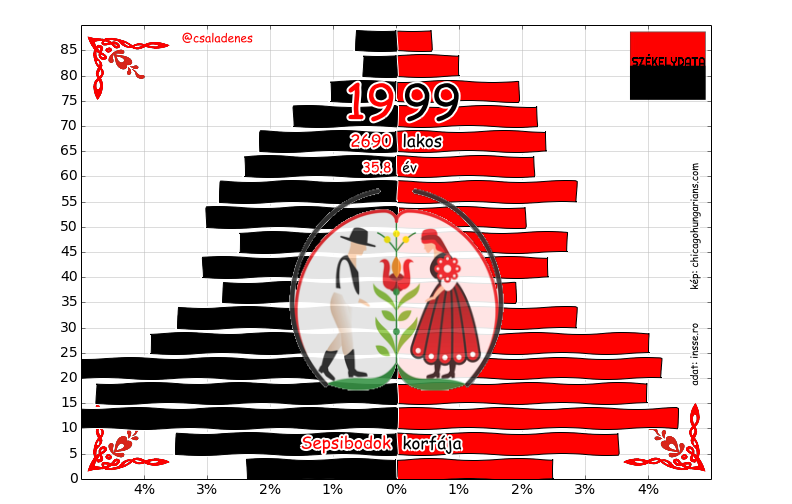 @csaladenes
SZÉKELYDATA
1999
2690 lakos
35.8 év
kép: chicagohungarians.com
adat: insse.ro
Sepsibodok korfája
85
80
75
70
65
60
55
50
45
40
35
30
25
20
15
10
5
0
4% 3% 2% 1% 0% 1% 2% 3% 4%